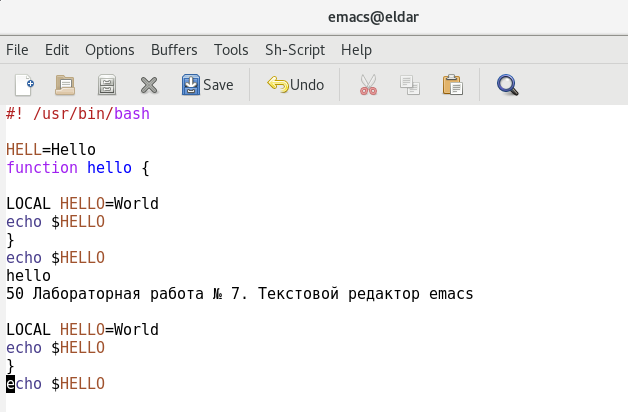 emacs@eldar
File Edit Options Buffers Tools Sh-Script Help
Save Undo
#! /usr/bin/bash
HELL=Hello
function hello {
LOCAL HELLO=World
echo $HELLO
}
echo $HELLO
hello
50 Лабораторная работа № 7. Текстовой редактор emacs
LOCAL HELLO=World
echo $HELLO
}
echo $HELLO